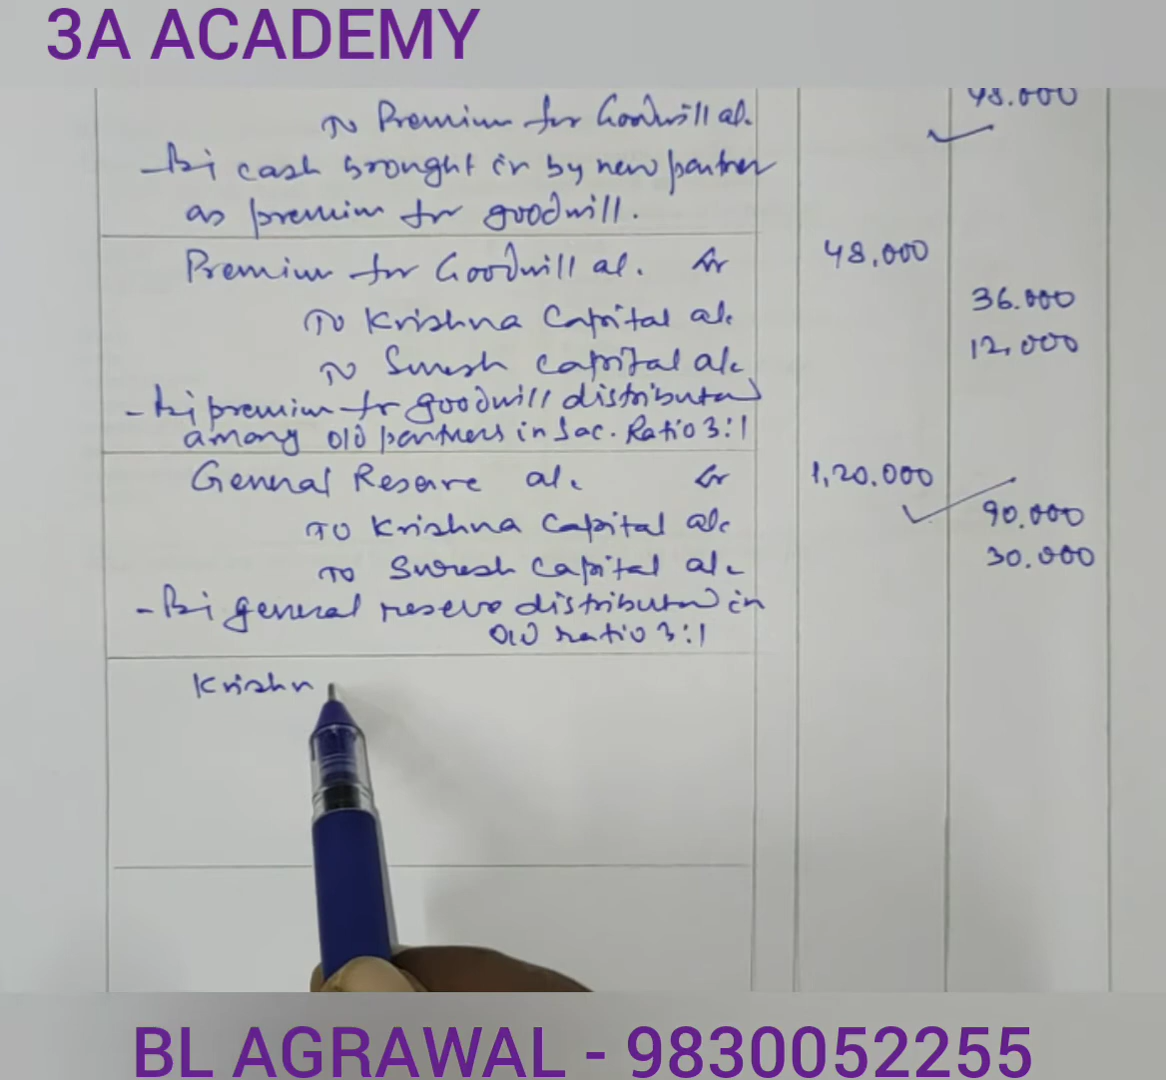 3A ACADEMY
48.000
To Premium for Goodwill a/c.
- Bi cash brought in by new partner
as premium for goodwill.
Premium for Goodwill a/c. Dr 48,000
To Krishna Capital a/c 36.000
To Suresh Capital a/c 12,000
- Bi premium for goodwill distributed
among old partners in Sac. Ratio 3:1
General Reserve a/c. Dr 1,20.000
To Krishna Capital a/c 90.000
To Suresh Capital a/c 30.000
- Bi general reserve distributed in
old ratio 3:1
Krishn
BL AGRAWAL - 9830052255